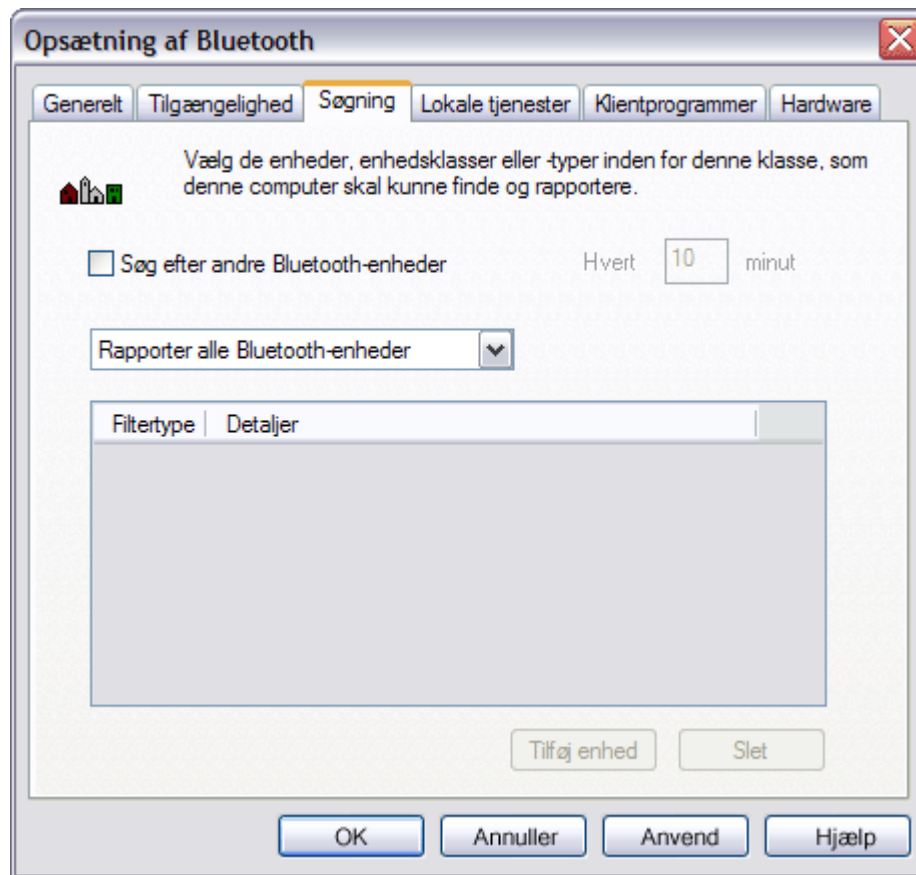 Opsætning af Bluetooth
Generelt Tilgængelighed Søgning Lokale tjenester Klientprogrammer Hardware
Vælg de enheder, enhedsklasser eller -typer inden for denne klasse, som
denne computer skal kunne finde og rapportere.
Søg efter andre Bluetooth-enheder Hvert 10 minut
Rapporter alle Bluetooth-enheder
Filtertype Detaljer
Tilføj enhed Slet
OK Annuller Anvend Hjælp